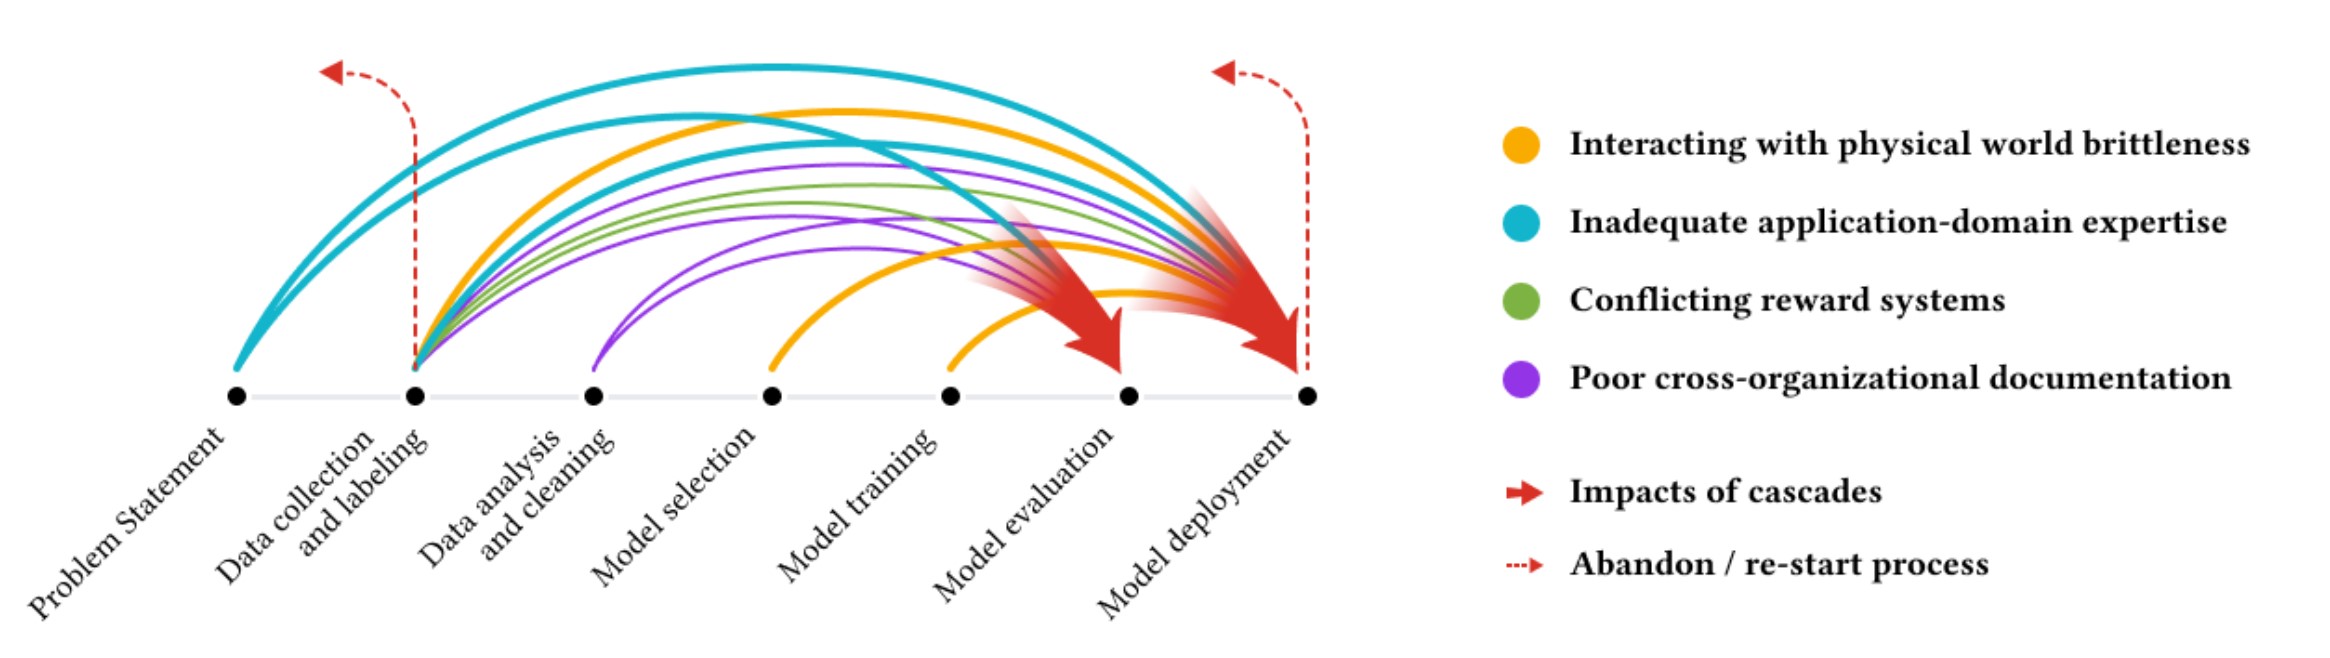 Problem Statement
Data collection
and labeling
Data analysis
and cleaning
Model selection
Model training
Model evaluation
Model deployment
Interacting with physical world brittleness
Inadequate application-domain expertise
Conflicting reward systems
Poor cross-organizational documentation
Impacts of cascades
Abandon / re-start process